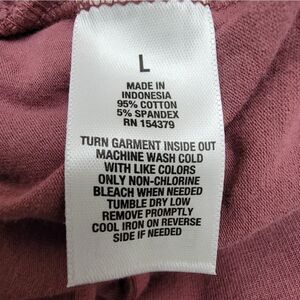 L
MADE IN
INDONESIA
95% COTTON
5% SPANDEX
RN 154379
TURN GARMENT INSIDE OUT
MACHINE WASH COLD
WITH LIKE COLORS
ONLY NON-CHLORINE
BLEACH WHEN NEEDED
TUMBLE DRY LOW
REMOVE PROMPTLY
COOL IRON ON REVERSE
SIDE IF NEEDED